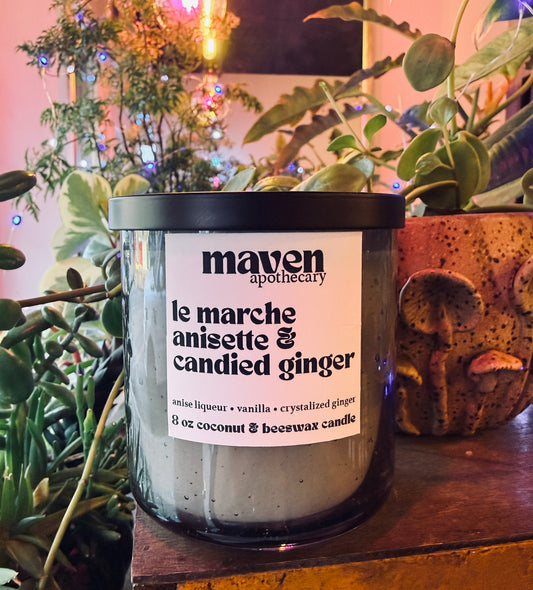 maven
apothecary
le marche
anisette &
candied ginger
anise liqueur • vanilla • crystalized ginger
8 oz coconut & beeswax candle